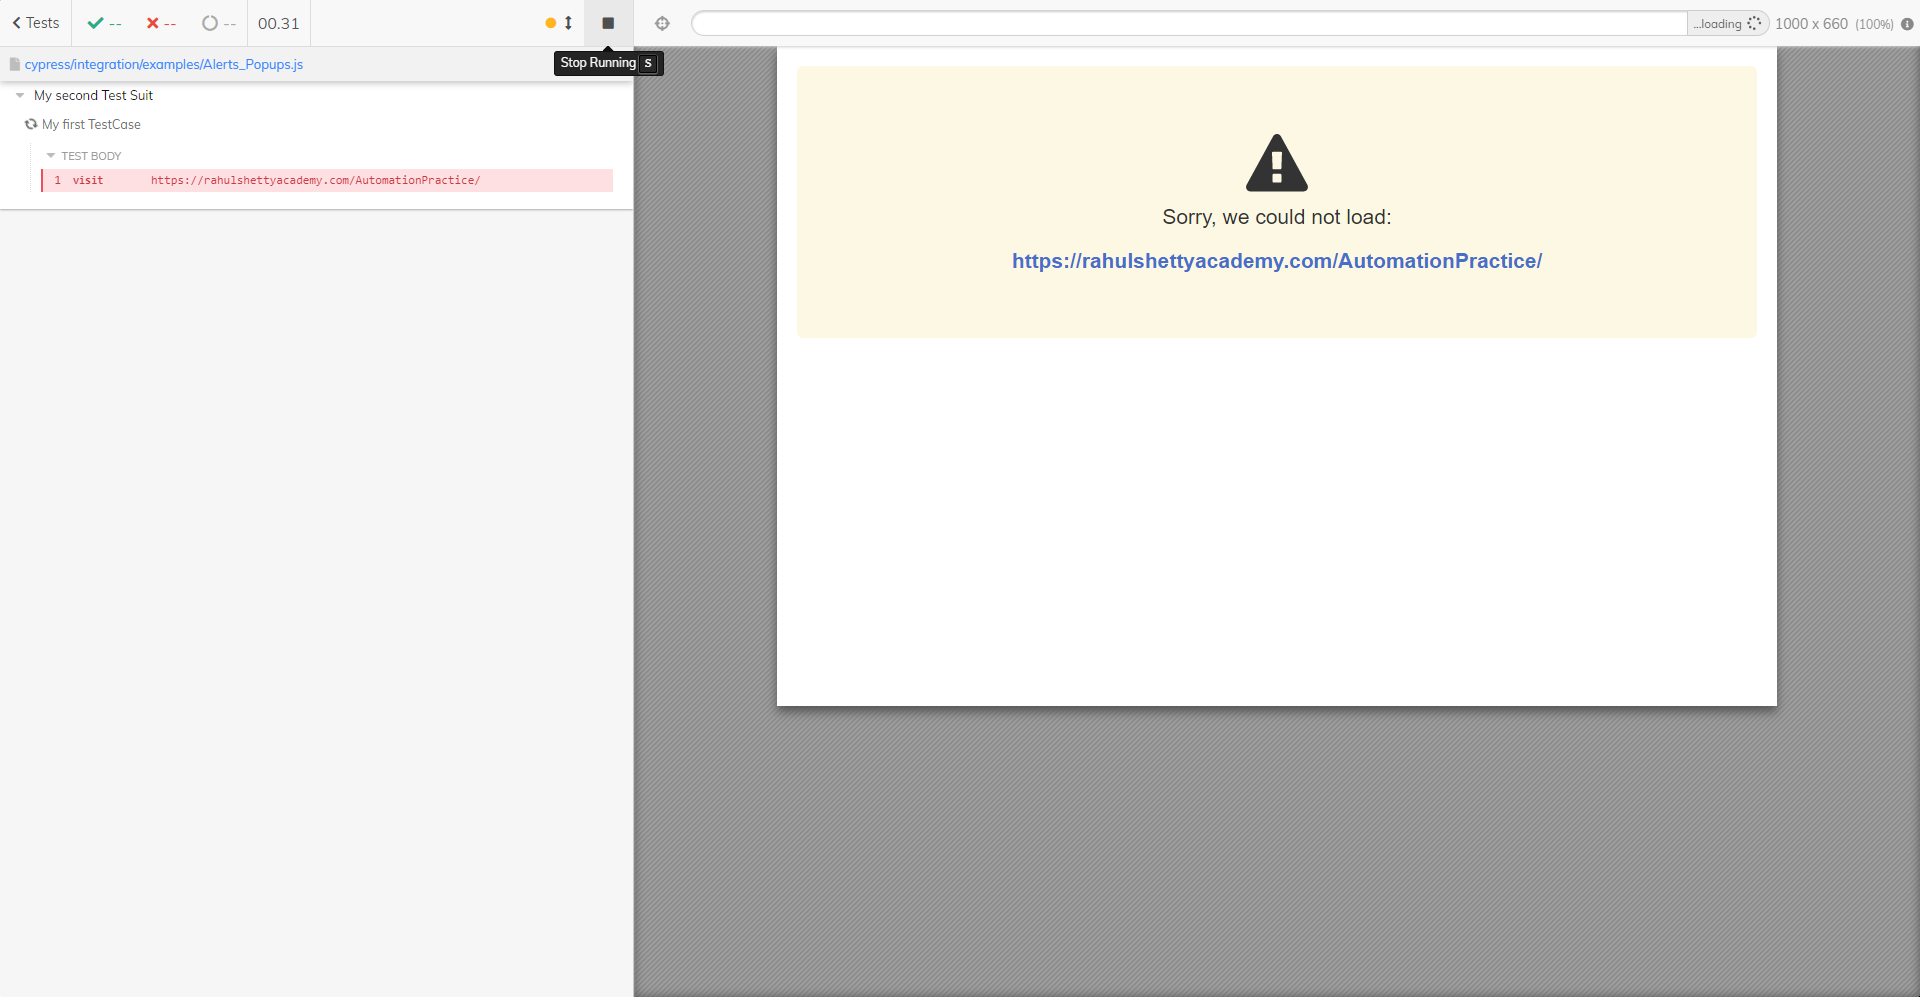 Tests
--
--
--
00.31
...loading
1000 x 660 (100%)
cypress/integration/examples/Alerts_Popups.js
Stop Running S
My second Test Suit
My first TestCase
TEST BODY
1 visit https://rahulshettyacademy.com/AutomationPractice/
Sorry, we could not load:
https://rahulshettyacademy.com/AutomationPractice/